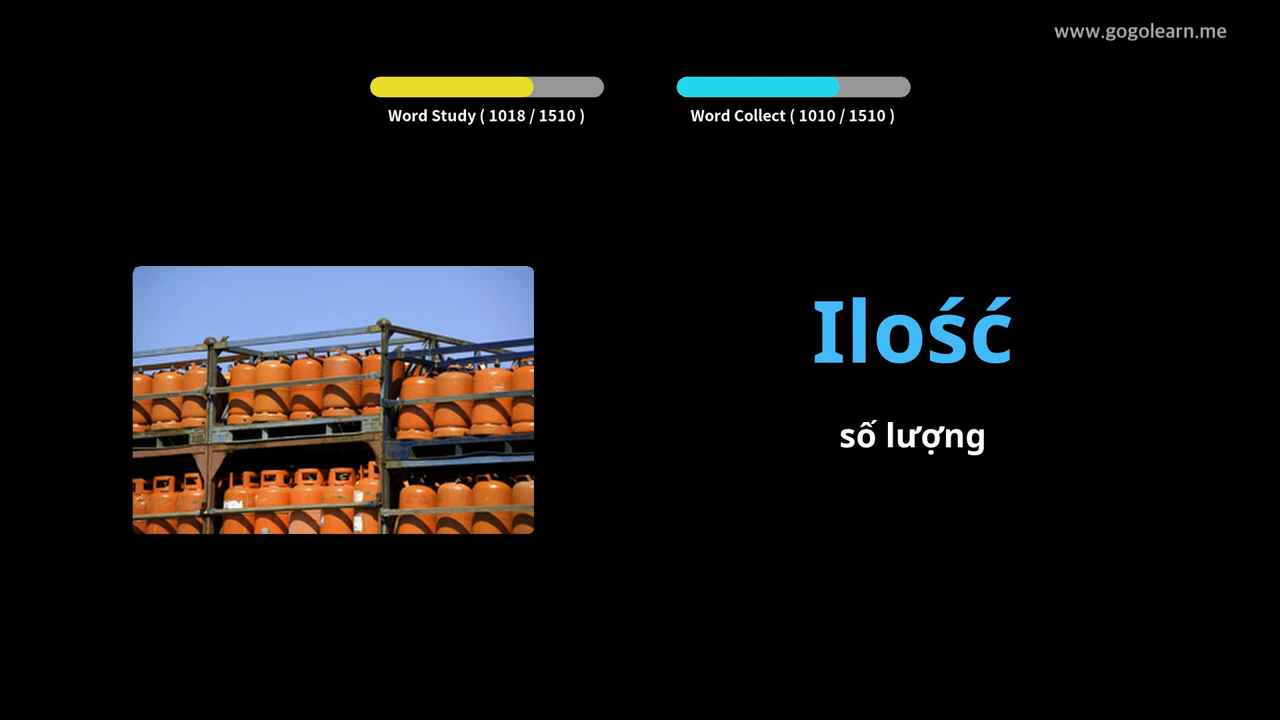 www.gogolearn.me
Word Study ( 1018 / 1510 )
Word Collect ( 1010 / 1510 )
Ilość
số lượng